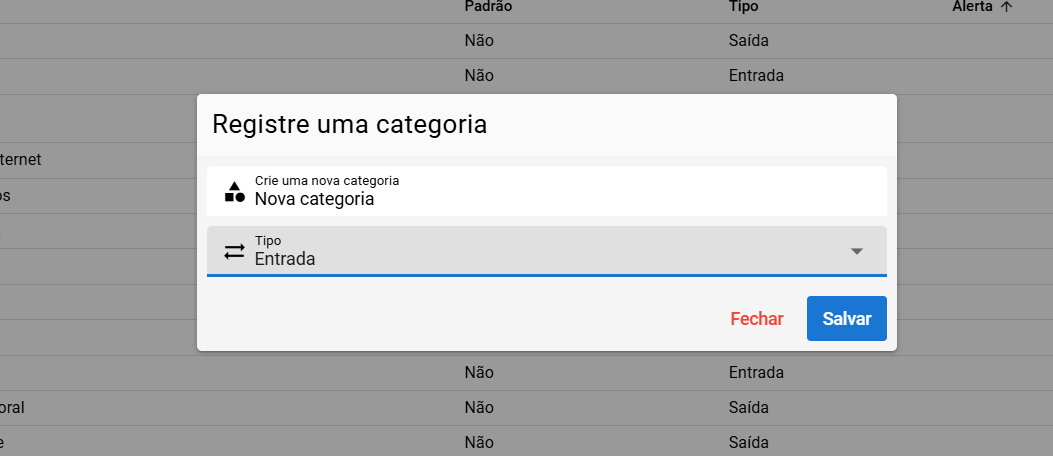 Padrão Tipo Alerta
Não Saída
Não Entrada
Registre uma categoria
ternet
Crie uma nova categoria
Nova categoria
os
Tipo
Entrada
Fechar Salvar
Não Entrada
oral Não Saída
e Não Saída